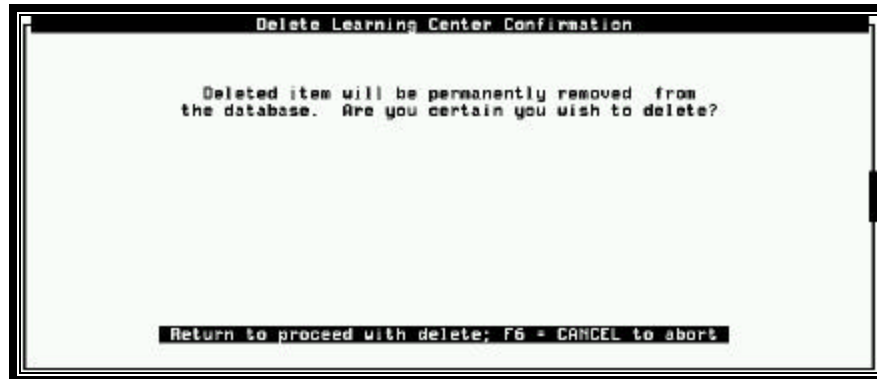 Delete Learning Center Confirmation
Deleted item will be permanently removed from
the database. Are you certain you wish to delete?
Return to proceed with delete; F6 = CANCEL to abort